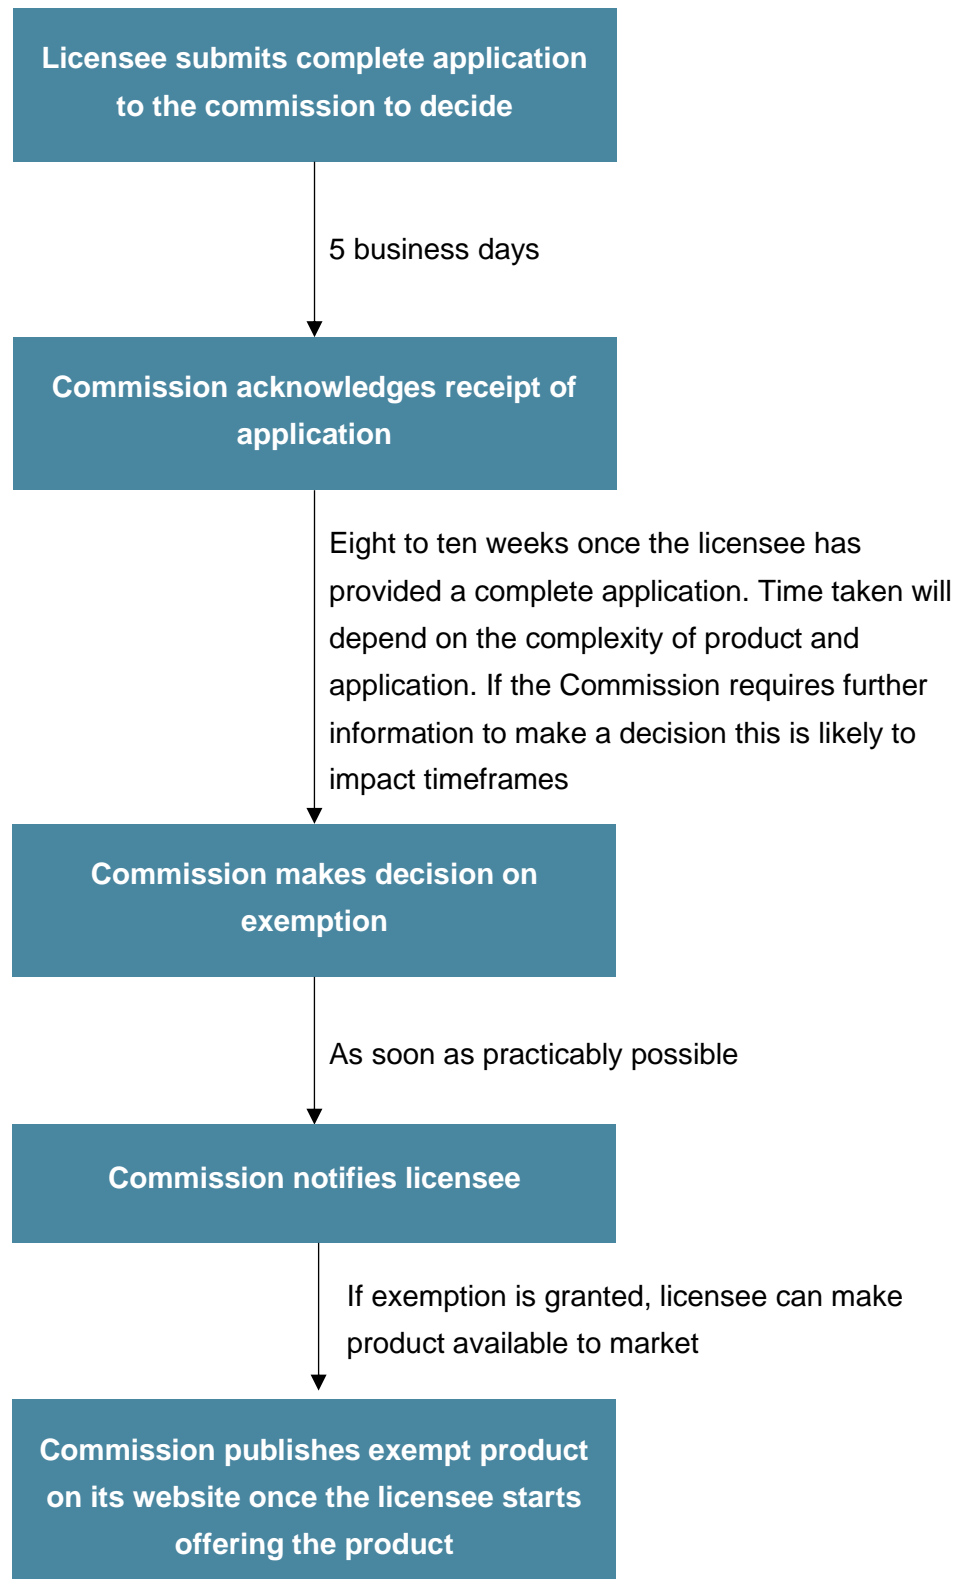 Licensee submits complete application
to the commission to decide
5 business days
Commission acknowledges receipt of
application
Eight to ten weeks once the licensee has
provided a complete application. Time taken will
depend on the complexity of product and
application. If the Commission requires further
information to make a decision this is likely to
impact timeframes
Commission makes decision on
exemption
As soon as practicably possible
Commission notifies licensee
If exemption is granted, licensee can make
product available to market
Commission publishes exempt product
on its website once the licensee starts
offering the product